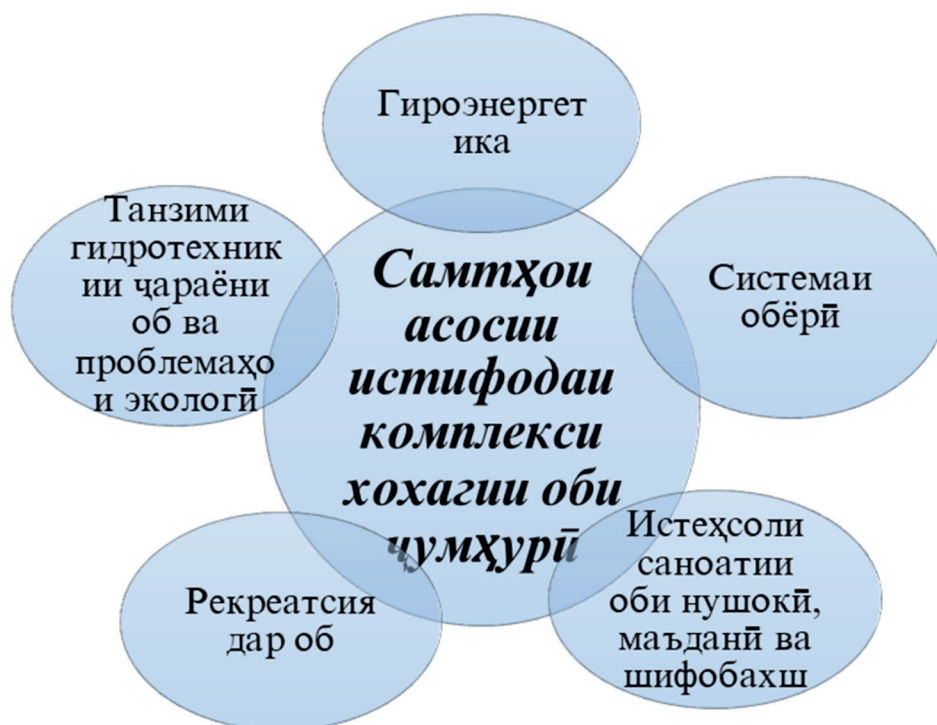 Гироэнергет
ика
Танзими
гидротехник
ии ҷараёни
об ва
проблемаҳо
и экологӣ
Самтҳои
асосии
истифодаи
комплекси
хохагии оби
ҷумҳурӣ
Системаи
обёрӣ
Рекреатсия
дар об
Истеҳсоли
саноатии
оби нушокӣ,
маъданӣ ва
шифобахш